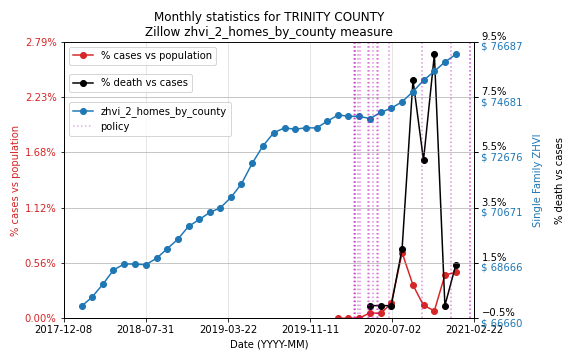 Monthly statistics for TRINITY COUNTY
Zillow zhvi_2_homes_by_county measure
% cases vs population
% death vs cases
zhvi_2_homes_by_county
policy
2.79%
2.23%
1.68%
1.12%
0.56%
0.00%
% cases vs population
9.5%
$ 76687
7.5%
$ 74681
5.5%
$ 72676
3.5%
$ 70671
1.5%
$ 68666
−0.5%
$ 66660
Single Family ZHVI
% death vs cases
2017-12-08
2018-07-31
2019-03-22
2019-11-11
2020-07-02
2021-02-22
Date (YYYY-MM)